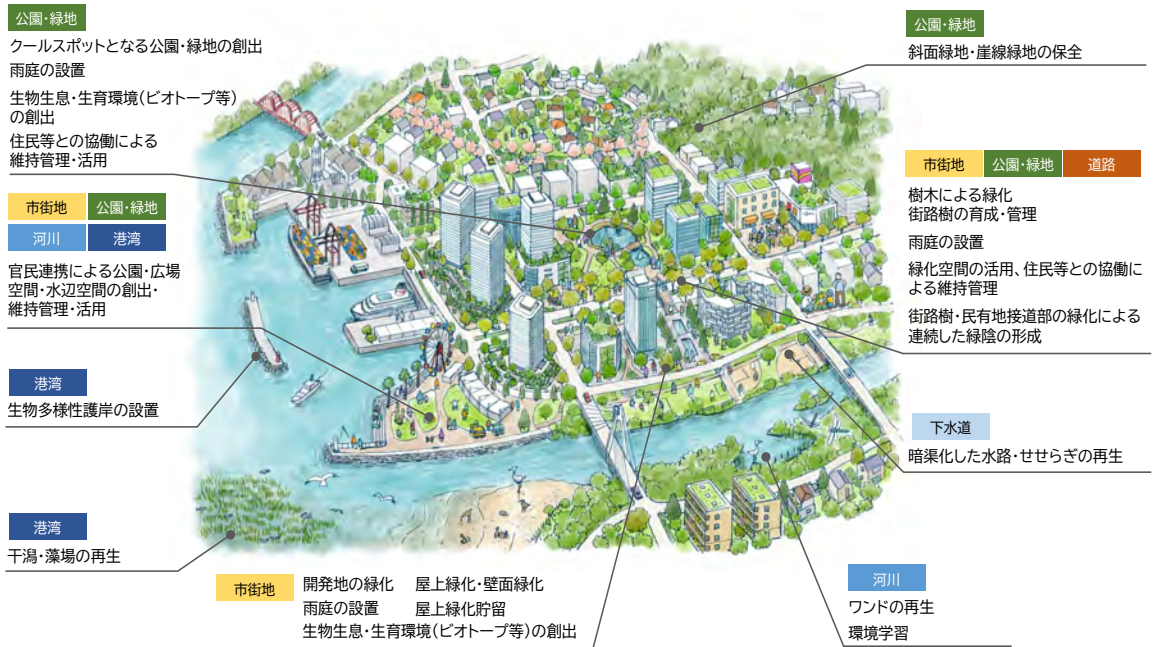 公園・緑地
クールスポットとなる公園・緑地の創出
雨庭の設置
生物生息・生育環境（ビオトープ等）
の創出
住民等との協働による
維持管理・活用
市街地 公園・緑地
河川 港湾
官民連携による公園・広場
空間・水辺空間の創出・
維持管理・活用
港湾
生物多様性護岸の設置
港湾
干潟・藻場の再生
市街地
開発地の緑化 屋上緑化・壁面緑化
雨庭の設置 屋上緑化貯留
生物生息・生育環境（ビオトープ等）の創出
公園・緑地
斜面緑地・崖線緑地の保全
市街地 公園・緑地 道路
樹木による緑化
街路樹の育成・管理
雨庭の設置
緑化空間の活用、住民等との協働に
よる維持管理
街路樹・民有地接道部の緑化による
連続した緑陰の形成
下水道
暗渠化した水路・せせらぎの再生
河川
ワンドの再生
環境学習